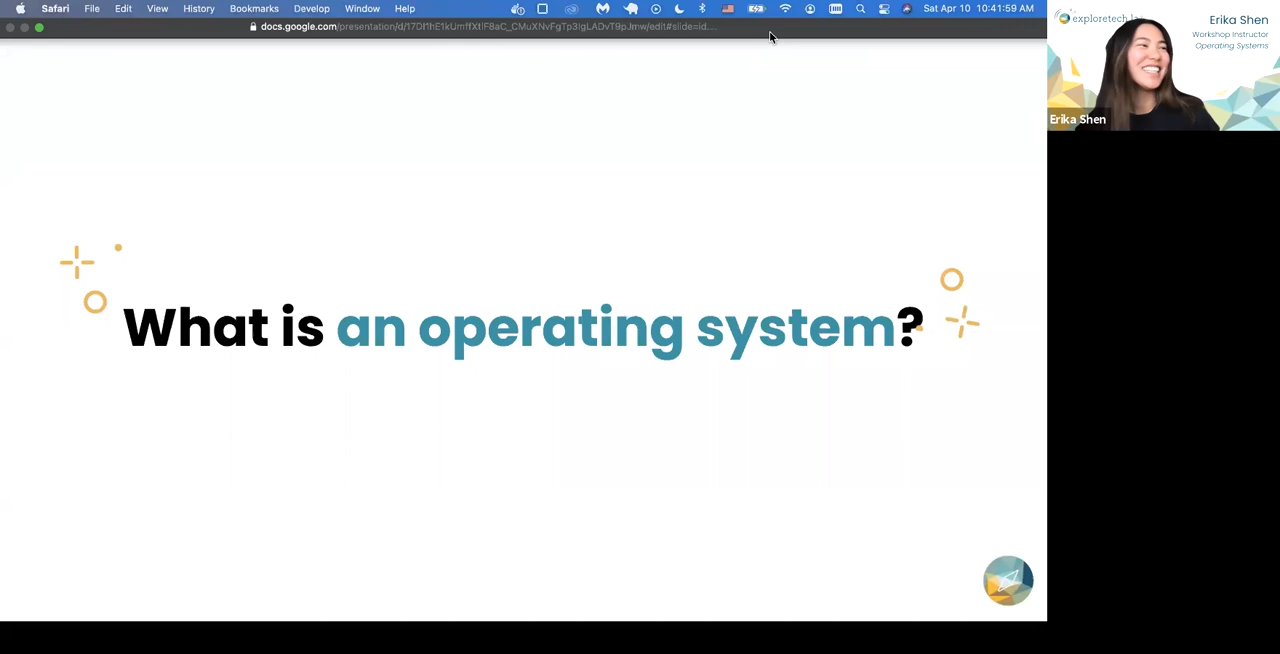 Safari File Edit View History Bookmarks Develop Window Help Sat Apr 10 10:41:59 AM
docs.google.com
What is an operating system?
exploretech.la
Erika Shen
Workshop Instructor
Operating Systems
Erika Shen